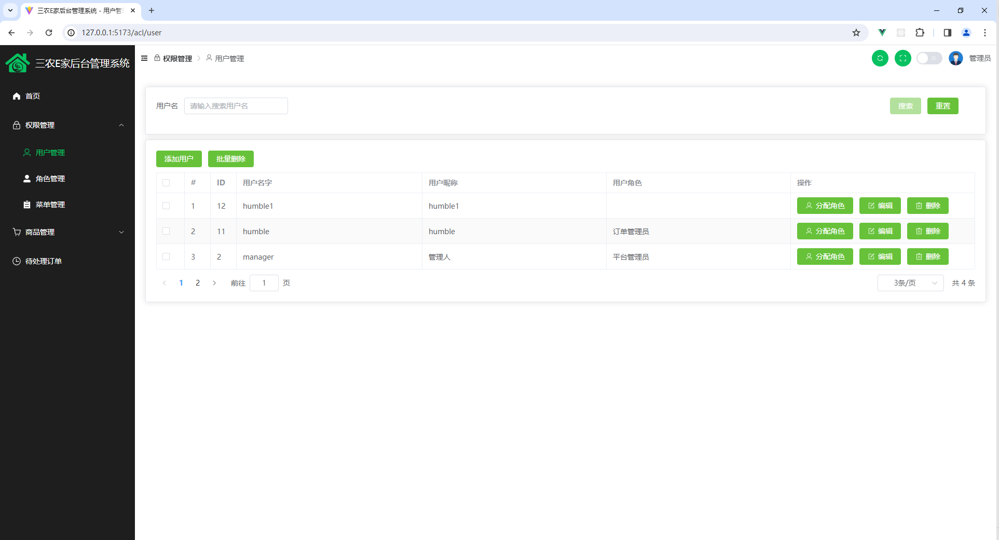 三农E家后台管理系统 - 用户管
127.0.0.1:5173/acl/user
三农E家后台管理系统
权限管理 用户管理
管理员
首页
权限管理
用户管理
角色管理
菜单管理
商品管理
待处理订单
用户名 请输入搜索用户名 搜索 重置
添加用户 批量删除
# ID 用户名字 用户昵称 用户角色 操作
1 12 humble1 humble1 分配角色 编辑 删除
2 11 humble humble 订单管理员 分配角色 编辑 删除
3 2 manager 管理人 平台管理员 分配角色 编辑 删除
1 2 前往 1 页 3条/页 共 4 条